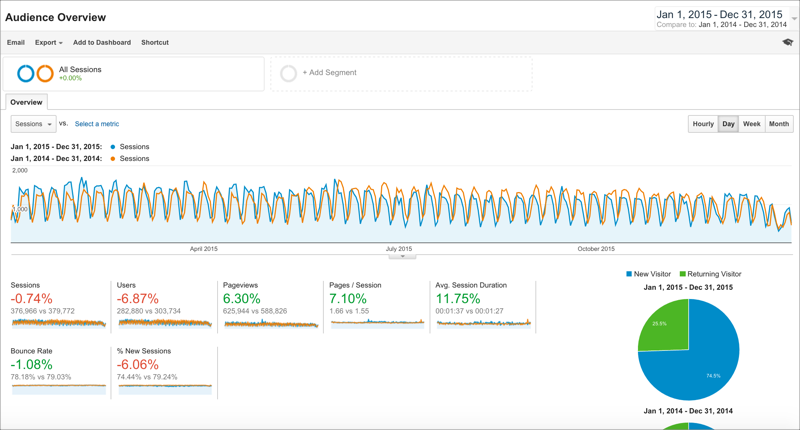 Audience Overview
Jan 1, 2015 - Dec 31, 2015
Compare to: Jan 1, 2014 - Dec 31, 2014
Email Export Add to Dashboard Shortcut
All Sessions
+0.00%
+ Add Segment
Overview
Sessions vs. Select a metric
Hourly Day Week Month
Jan 1, 2015 - Dec 31, 2015: Sessions
Jan 1, 2014 - Dec 31, 2014: Sessions
2,000
1,000
April 2015 July 2015 October 2015
New Visitor Returning Visitor
Sessions Users Pageviews Pages / Session Avg. Session Duration
-0.74% -6.87% 6.30% 7.10% 11.75%
376,966 vs 379,772 282,880 vs 303,734 625,944 vs 588,826 1.66 vs 1.55 00:01:37 vs 00:01:27
Jan 1, 2015 - Dec 31, 2015
25.5%
74.5%
Bounce Rate % New Sessions
-1.08% -6.06%
78.18% vs 79.03% 74.44% vs 79.24%
Jan 1, 2014 - Dec 31, 2014